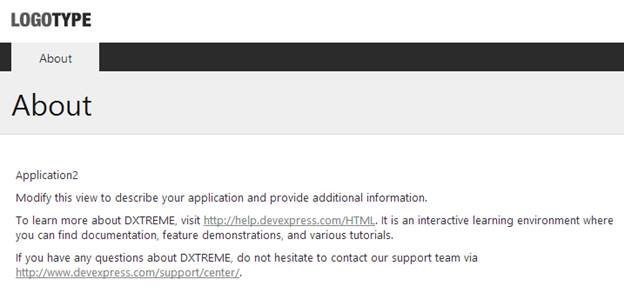 LOGOTYPE
About
About
Application2
Modify this view to describe your application and provide additional information.
To learn more about DXTREME, visit http://help.devexpress.com/HTML. It is an interactive learning environment where
you can find documentation, feature demonstrations, and various tutorials.
If you have any questions about DXTREME, do not hesitate to contact our support team via
http://www.devexpress.com/support/center/.